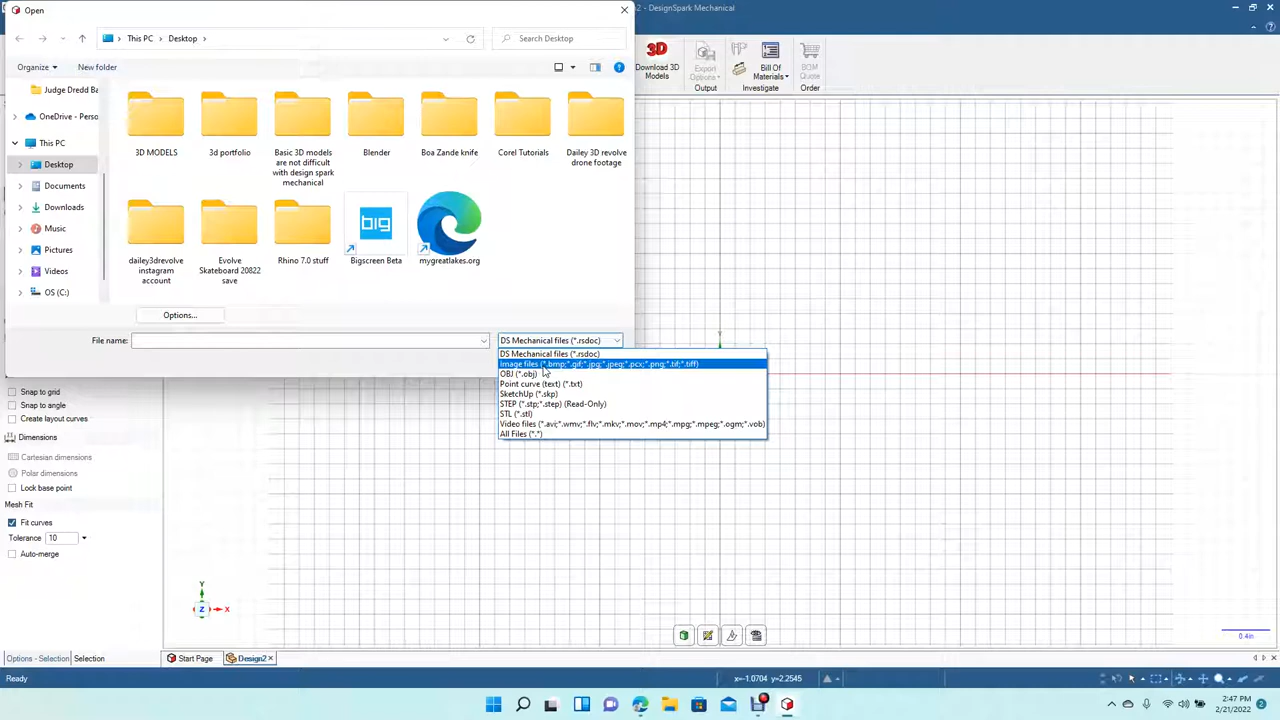 Open
2 - DesignSpark Mechanical
This PC > Desktop >
Search Desktop
Organize
New folder
Download 3D Models
Export Options
Output
Bill Of Materials
Investigate
BOM Quote
Order
Judge Dredd Ba
OneDrive - Perso
This PC
Desktop
Documents
Downloads
Music
Pictures
Videos
OS (C:)
3D MODELS
3d portfolio
Basic 3D models
are not difficult
with design spark
mechanical
Blender
Boa Zande knife
Corel Tutorials
Dailey 3D revolve
drone footage
dailey3drevolve
instagram
account
Evolve
Skateboard 20822
save
Rhino 7.0 stuff
big
Bigscreen Beta
mygreatlakes.org
Options...
File name:
DS Mechanical files (*.rsdoc)
DS Mechanical files (*.rsdoc)
Image files (*.bmp;*.gif;*.jpg;*.jpeg;*.pcx;*.png;*.tif;*.tiff)
OBJ (*.obj)
Point curve (text) (*.txt)
SketchUp (*.skp)
STEP (*.stp;*.step) (Read-Only)
STL (*.stl)
Video files (*.avi;*.wmv;*.flv;*.mkv;*.mov;*.mp4;*.mpg;*.mpeg;*.ogm;*.vob)
All Files (*.*)
Snap to grid
Snap to angle
Create layout curves
Dimensions
Cartesian dimensions
Polar dimensions
Lock base point
Mesh Fit
Fit curves
Tolerance 10
Auto-merge
Y
Y
Z
X
0.4in
Options - Selection
Selection
Start Page
Design2
Ready
x=-1.0704 y=2.2545
2:47 PM
2/21/2022
2